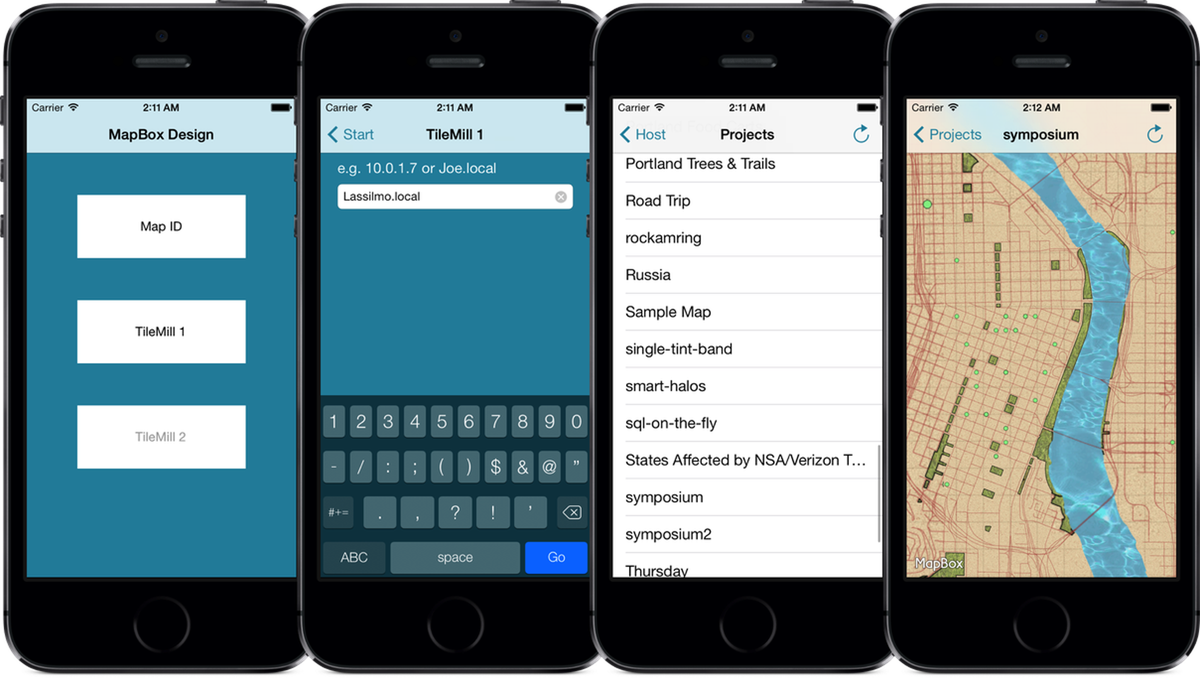 Carrier 2:11 AM
MapBox Design
Map ID
TileMill 1
TileMill 2
Carrier 2:11 AM
Start TileMill 1
e.g. 10.0.1.7 or Joe.local
Lassilmo.local
1 2 3 4 5 6 7 8 9 0
- / : ; ( ) $ & @ "
#+= . , ? ! ' 
ABC space Go
Carrier 2:11 AM
Host Projects
Portland Trees & Trails
Road Trip
rockamring
Russia
Sample Map
single-tint-band
smart-halos
sql-on-the-fly
States Affected by NSA/Verizon T...
symposium
symposium2
Thursday
Carrier 2:12 AM
Projects symposium
MapBox